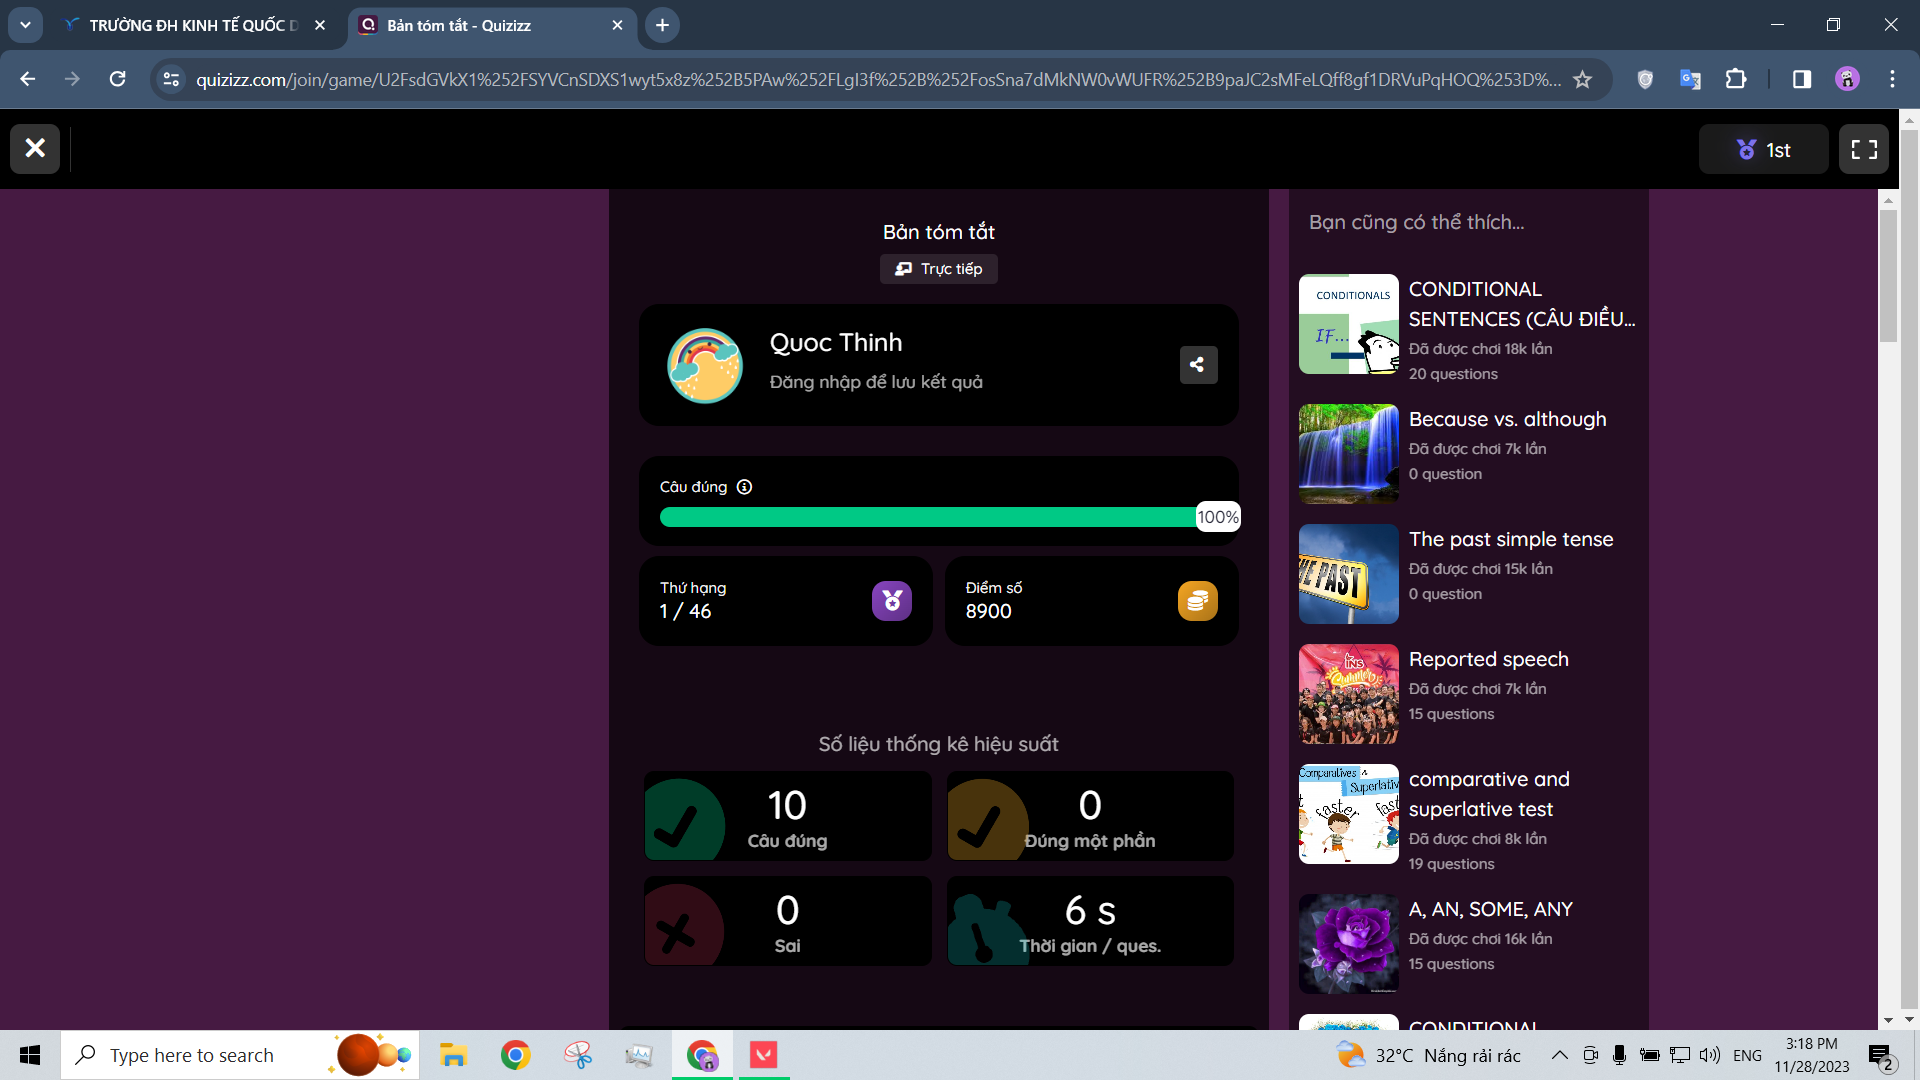 TRƯỜNG ĐH KINH TẾ QUỐC D
Bản tóm tắt - Quizizz
quizizz.com/join/game/U2FsdGVkX1%252FSYVCnSDXS1wyt5x8z%252B5PAw%252FLgI3f%252B%252FosSna7dMkNW0vWUFR%252B9paJC2sMFeLQff8gf1DRVuPqHOQ%253D%...
1st
Bản tóm tắt
Trực tiếp
Quoc Thinh
Đăng nhập để lưu kết quả
Câu đúng
100%
Thứ hạng
1 / 46
Điểm số
8900
Số liệu thống kê hiệu suất
10
Câu đúng
0
Đúng một phần
0
Sai
6 s
Thời gian / ques.
Bạn cũng có thể thích...
CONDITIONALS
IF...
CONDITIONAL
SENTENCES (CÂU ĐIỀU...
Đã được chơi 18k lần
20 questions
Because vs. although
Đã được chơi 7k lần
0 question
THE PAST
The past simple tense
Đã được chơi 15k lần
0 question
INS
Summer
Reported speech
Đã được chơi 7k lần
15 questions
Comparatives &
Superlativ
faster
fast
comparative and
superlative test
Đã được chơi 8k lần
19 questions
A, AN, SOME, ANY
Đã được chơi 16k lần
15 questions
CONDITIONAL
Type here to search
32°C Nắng rải rác
ENG
3:18 PM
11/28/2023
2